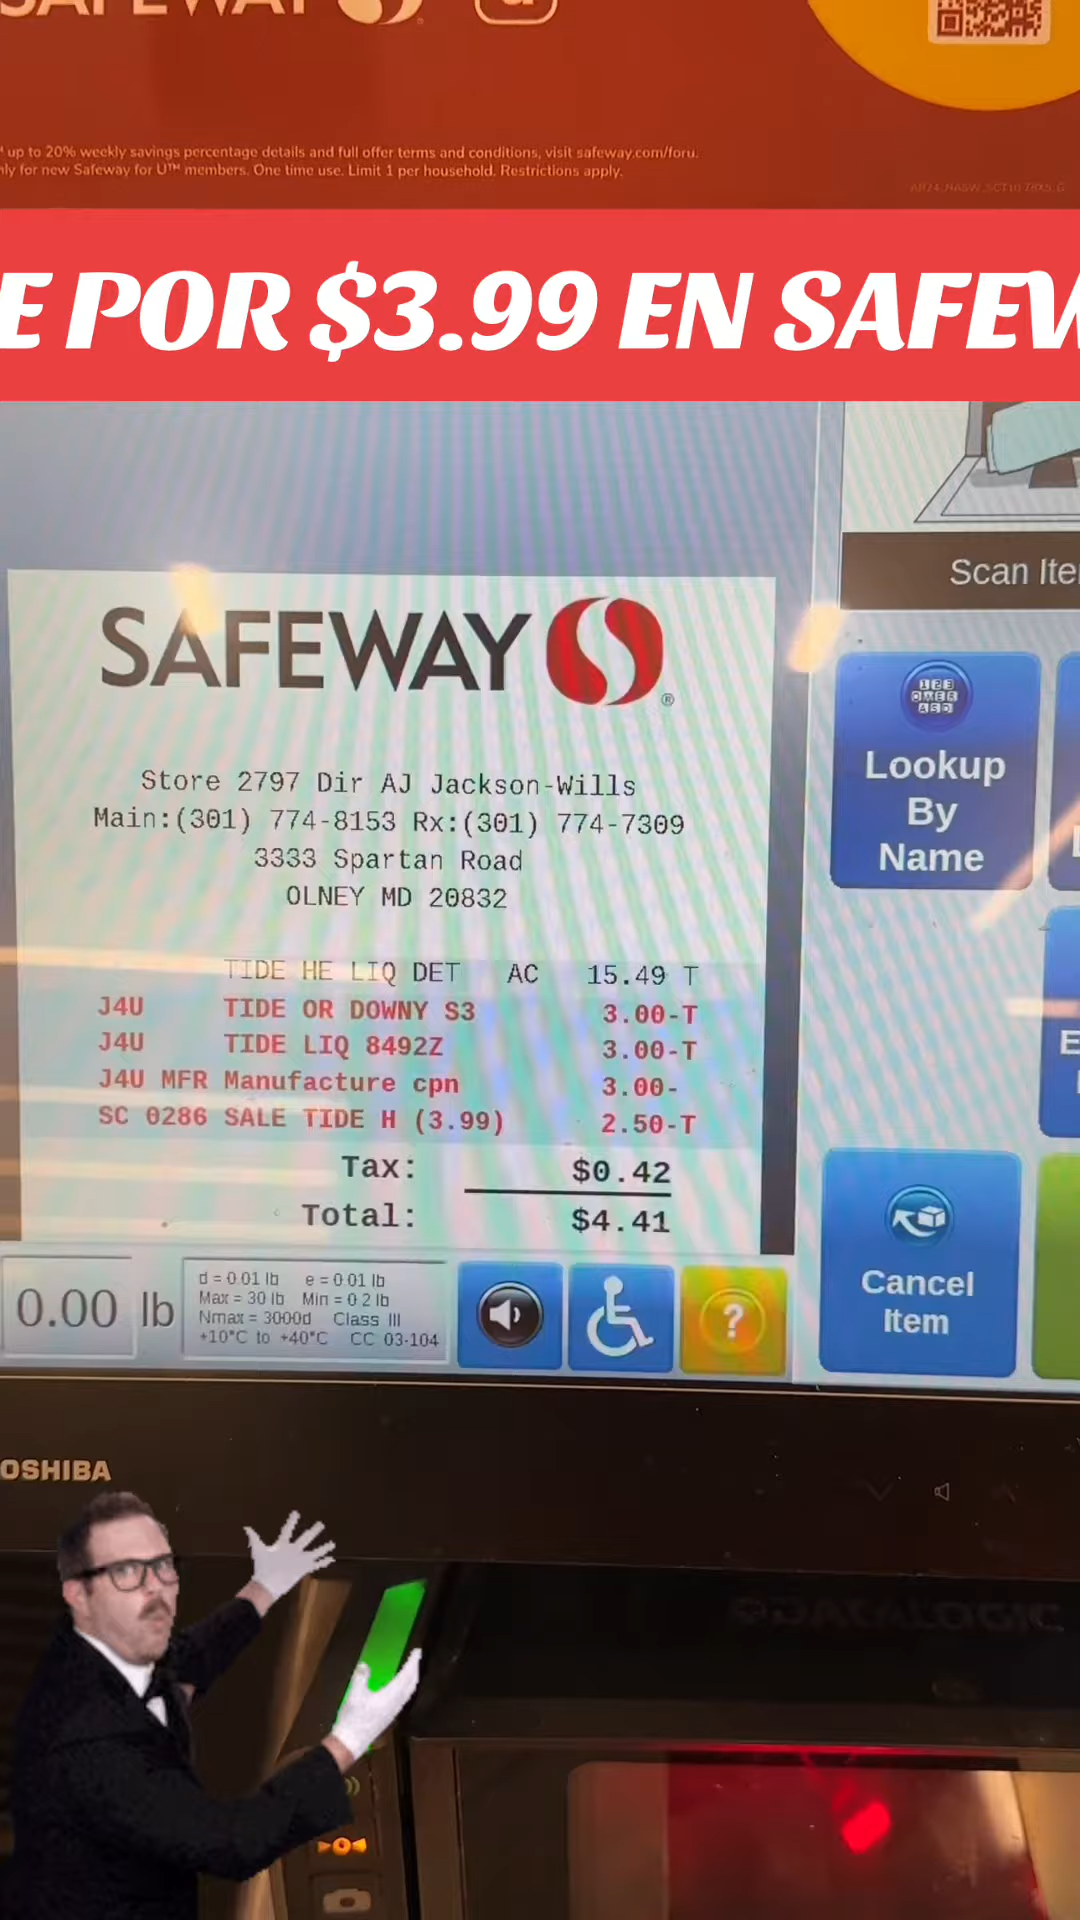 SAFEWAY
up to 20% weekly savings percentage details and full offer terms and conditions, visit safeway.com/foru.
for new Safeway for U™ members. One time use. Limit 1 per household. Restrictions apply.
E POR $3.99 EN SAFEW
Scan Ite
SAFEWAY ®
Store 2797 Dir AJ Jackson-Wills
Main:(301) 774-8153 Rx:(301) 774-7309
3333 Spartan Road
OLNEY MD 20832
TIDE HE LIQ DET AC 15.49 T
J4U TIDE OR DOWNY S3 3.00-T
J4U TIDE LIQ 8492Z 3.00-T
J4U MFR Manufacture cpn 3.00-
SC 0286 SALE TIDE H (3.99) 2.50-T
Tax: $0.42
Total: $4.41
123
Lookup
By
Name
E
Cancel
Item
0.00 lb
d = 0.01 lb e = 0.01 lb
Max = 30 lb Min = 0.2 lb
Nmax = 3000d Class III
+10°C to +40°C CC 03-104
?
OSHIBA
DATALOGIC